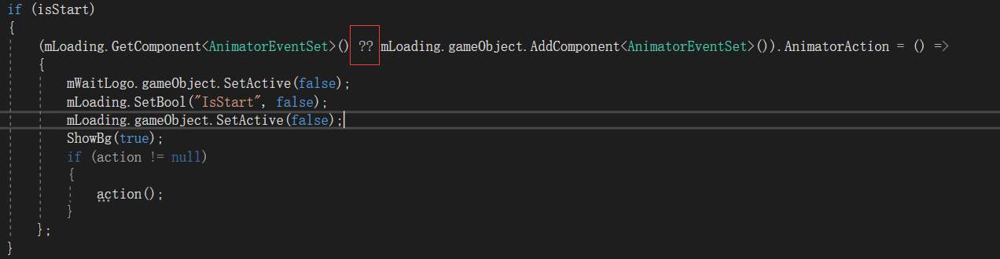 if (isStart)
{
(mLoading.GetComponent<AnimatorEventSet>() ?? mLoading.gameObject.AddComponent<AnimatorEventSet>()).AnimatorAction = () =>
{
mWaitLogo.gameObject.SetActive(false);
mLoading.SetBool("IsStart", false);
mLoading.gameObject.SetActive(false);
ShowBg(true);
if (action != null)
{
action();
}
};
}